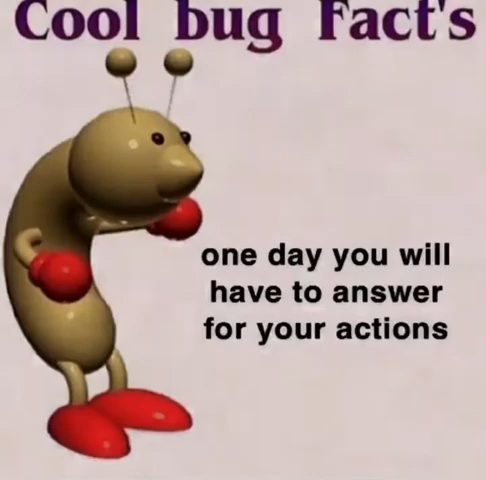 Cool bug Fact's
one day you will
have to answer
for your actions